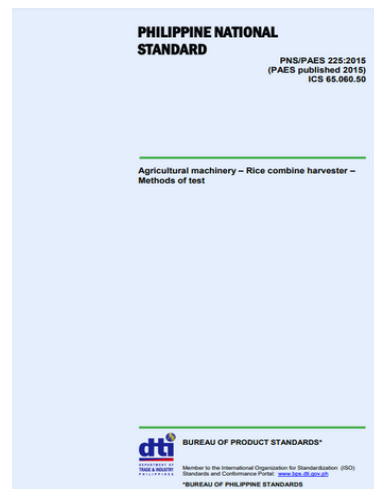 PHILIPPINE NATIONAL
STANDARD
PNS/PAES 225:2015
(PAES published 2015)
ICS 65.060.50
Agricultural machinery – Rice combine harvester –
Methods of test
dti
DEPARTMENT OF
TRADE & INDUSTRY
PHILIPPINES
BUREAU OF PRODUCT STANDARDS*
Member to the International Organization for Standardization (ISO)
Standards and Conformance Portal: www.bps.dti.gov.ph
*BUREAU OF PHILIPPINE STANDARDS